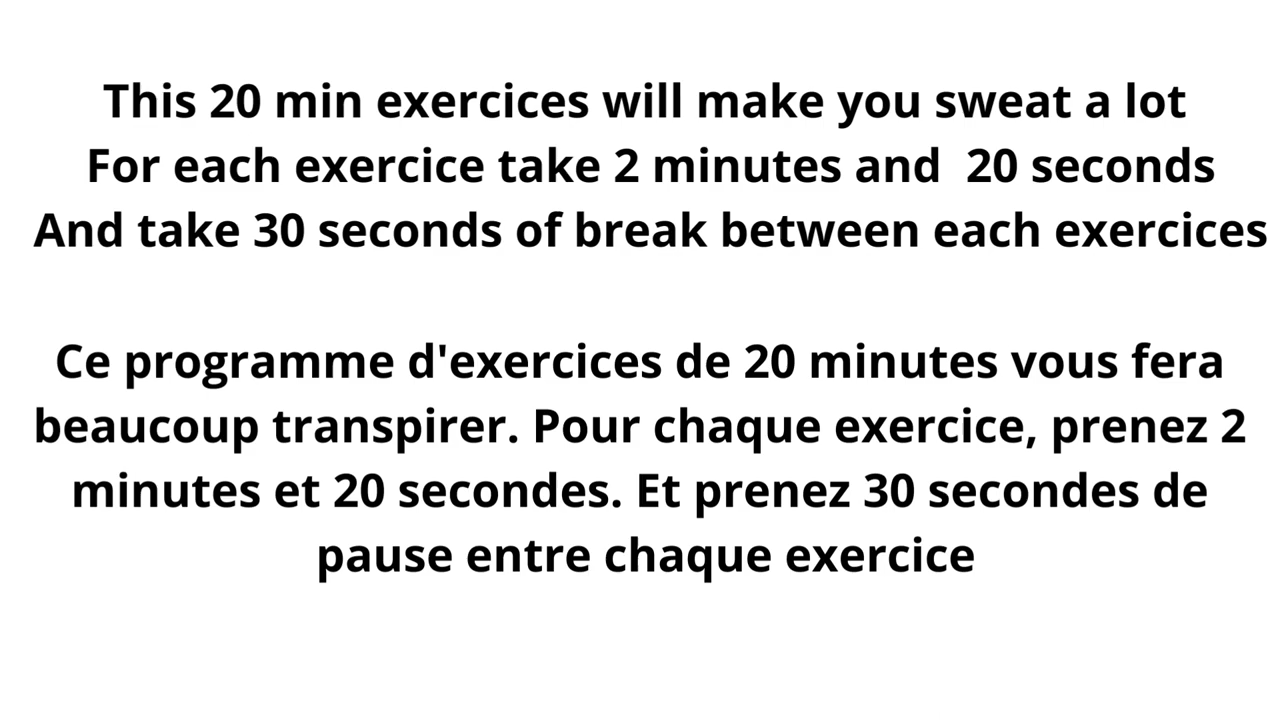 This 20 min exercices will make you sweat a lot
For each exercice take 2 minutes and  20 seconds
And take 30 seconds of break between each exercices
Ce programme d'exercices de 20 minutes vous fera
beaucoup transpirer. Pour chaque exercice, prenez 2
minutes et 20 secondes. Et prenez 30 secondes de
pause entre chaque exercice